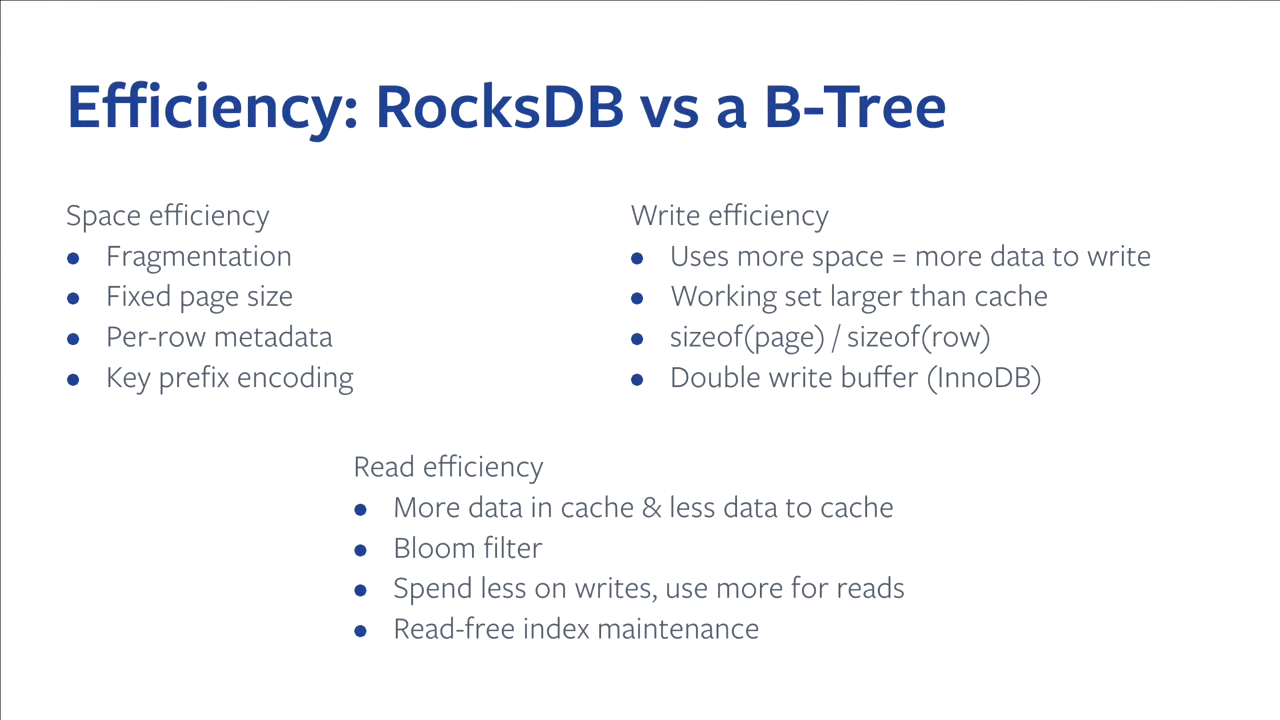 Efficiency: RocksDB vs a B-Tree
Space efficiency
● Fragmentation
● Fixed page size
● Per-row metadata
● Key prefix encoding
Write efficiency
● Uses more space = more data to write
● Working set larger than cache
● sizeof(page) / sizeof(row)
● Double write buffer (InnoDB)
Read efficiency
● More data in cache & less data to cache
● Bloom filter
● Spend less on writes, use more for reads
● Read-free index maintenance